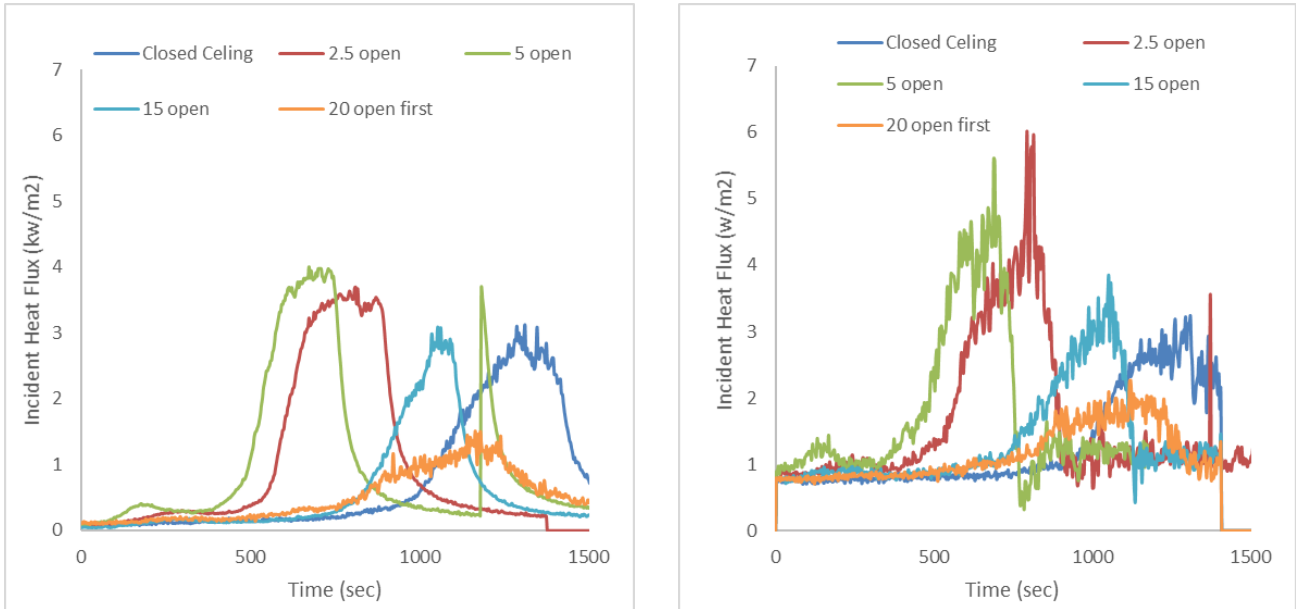 Closed Celing 2.5 open 5 open
15 open 20 open first
7
6
5
4
3
2
1
0
Incident Heat Flux (kw/m2)
0 500 1000 1500
Time (sec)
Closed Celing 2.5 open
5 open 15 open
20 open first
7
6
5
4
3
2
1
0
Incident Heat Flux (w/m2)
0 500 1000 1500
Time (sec)